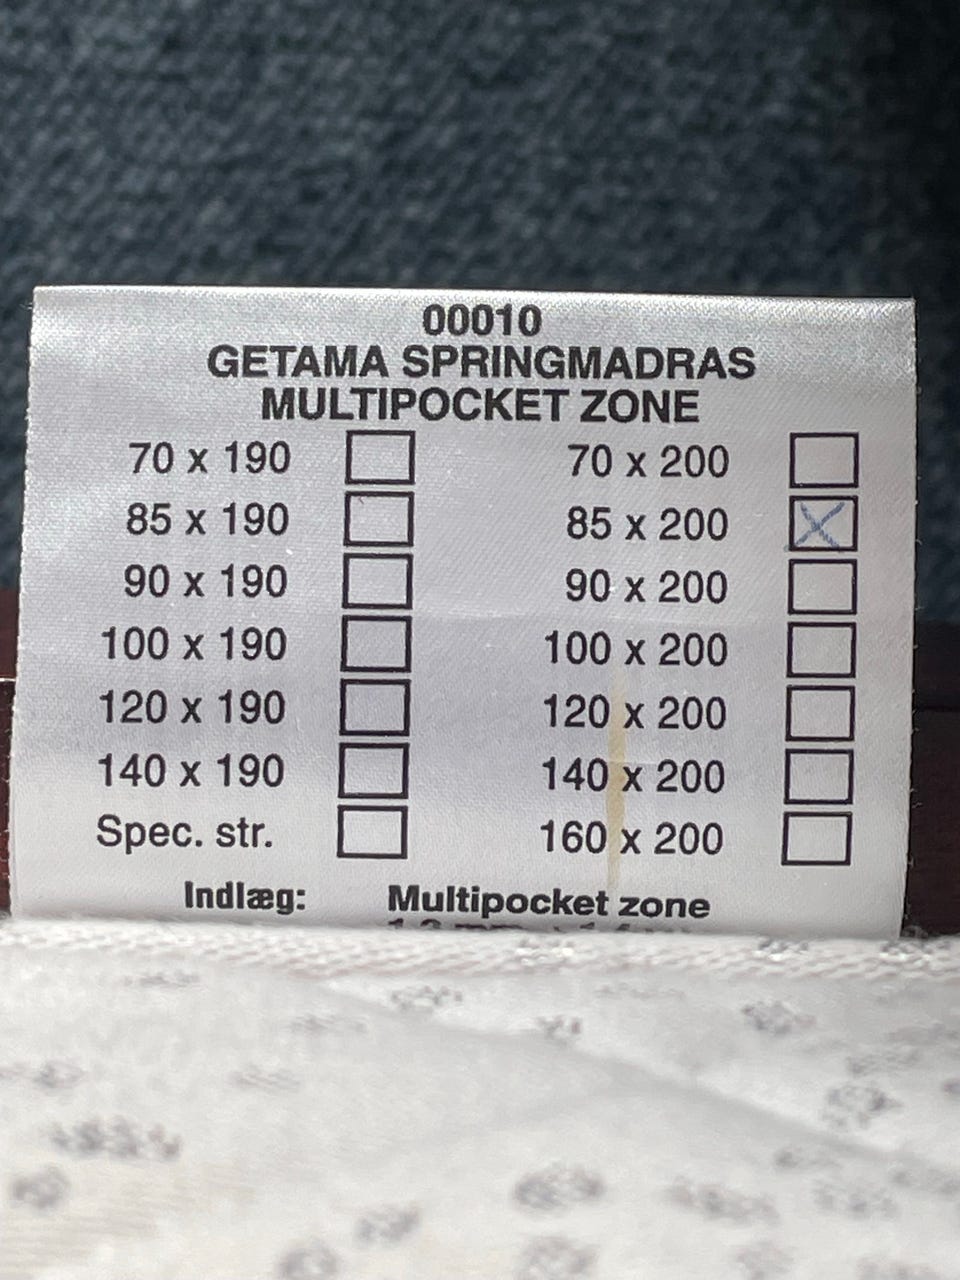 00010
GETAMA SPRINGMADRAS
MULTIPOCKET ZONE
70 x 190 70 x 200
85 x 190 85 x 200
90 x 190 90 x 200
100 x 190 100 x 200
120 x 190 120 x 200
140 x 190 140 x 200
Spec. str. 160 x 200
Indlæg: Multipocket zone